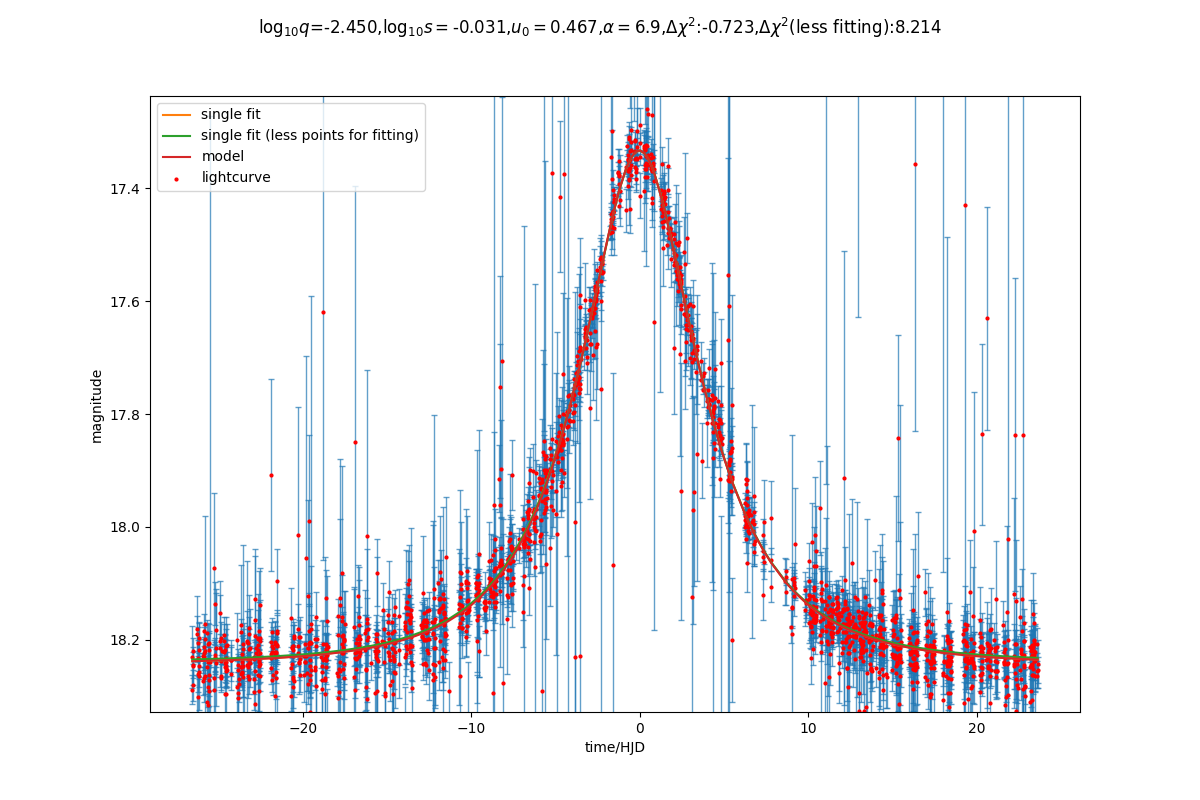 log₁₀q=-2.450,log₁₀s = -0.031,u₀ = 0.467,α = 6.9,Δχ²:-0.723,Δχ²(less fitting):8.214
single fit
single fit (less points for fitting)
model
lightcurve
17.4
17.6
17.8
18.0
18.2
magnitude
−20
−10
0
10
20
time/HJD